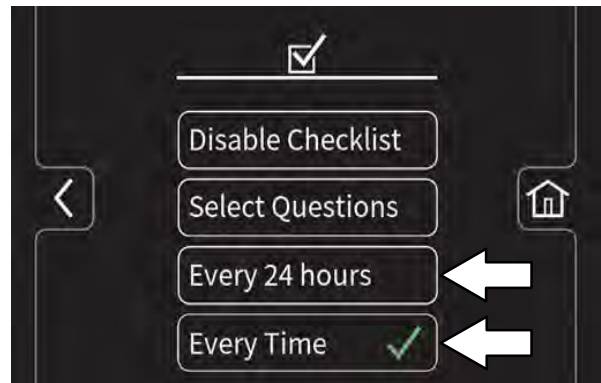 Disable Checklist
Select Questions
Every 24 hours
Every Time